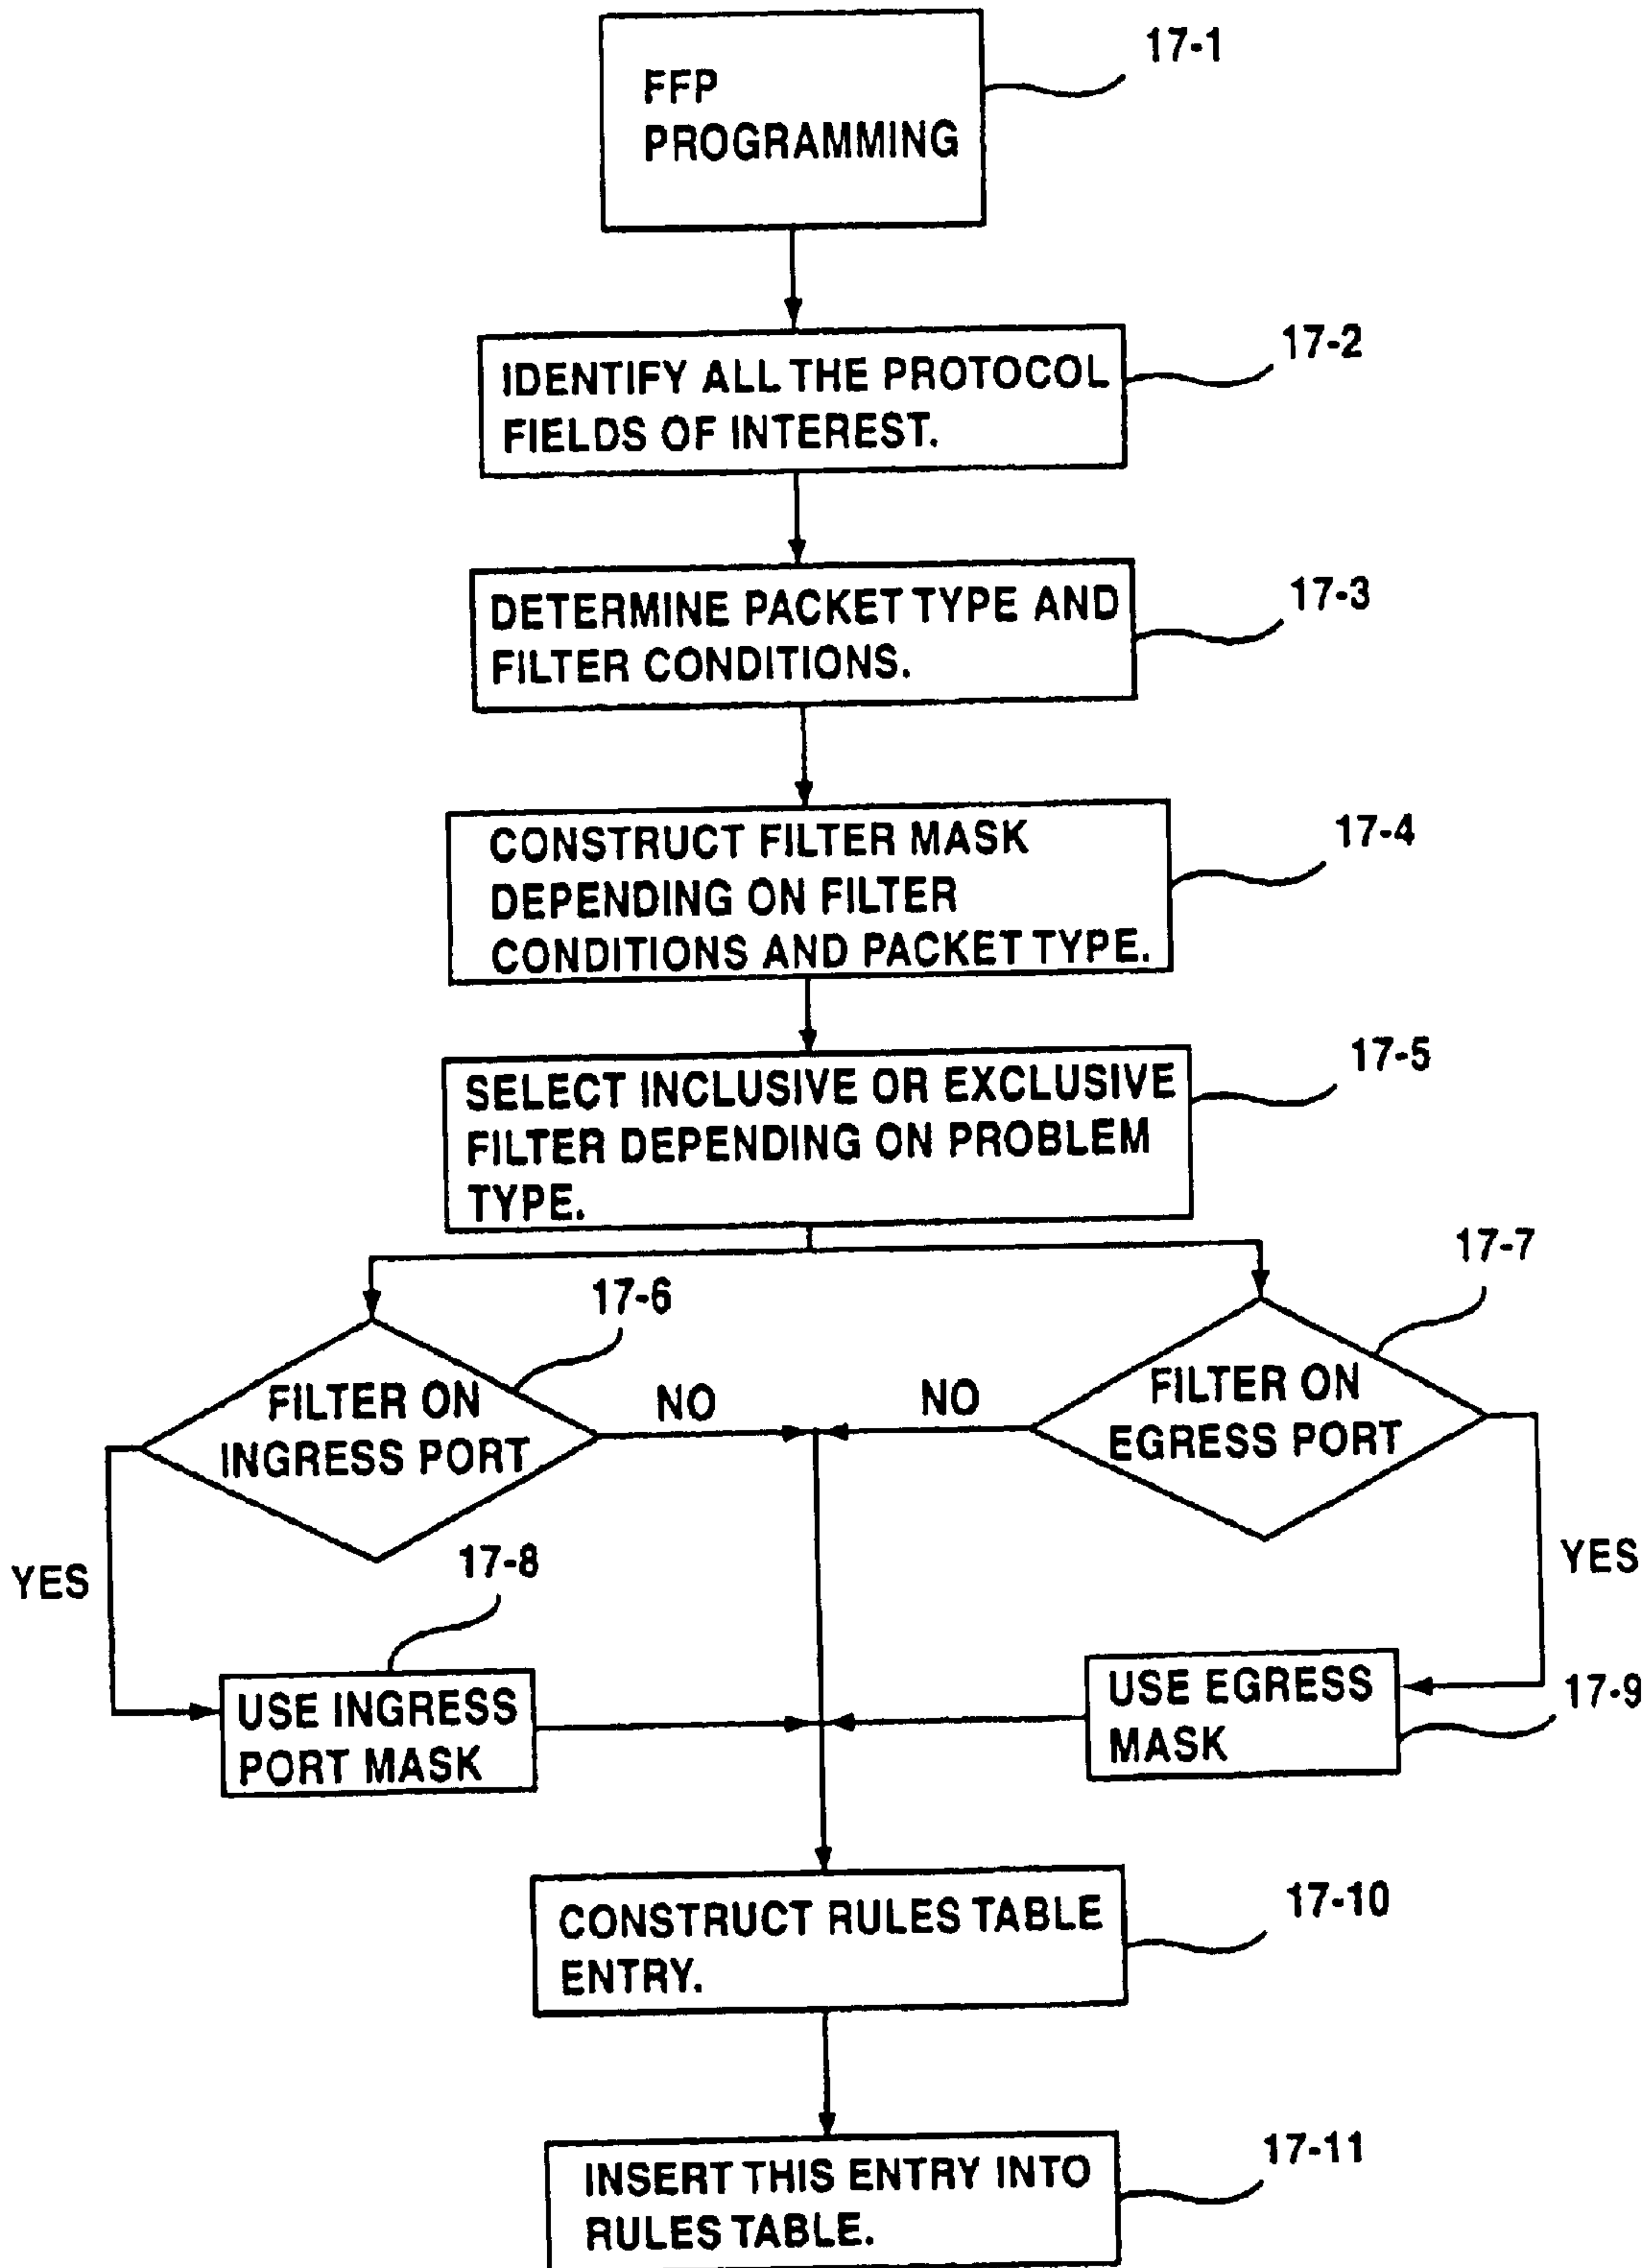 FFP
PROGRAMMING
17-1
IDENTIFY ALL THE PROTOCOL
FIELDS OF INTEREST.
17-2
DETERMINE PACKET TYPE AND
FILTER CONDITIONS.
17-3
CONSTRUCT FILTER MASK
DEPENDING ON FILTER
CONDITIONS AND PACKET TYPE.
17-4
SELECT INCLUSIVE OR EXCLUSIVE
FILTER DEPENDING ON PROBLEM
TYPE.
17-5
17-6
17-7
FILTER ON
INGRESS PORT
NO
NO
FILTER ON
EGRESS PORT
YES
YES
17-8
USE INGRESS
PORT MASK
USE EGRESS
MASK
17-9
CONSTRUCT RULES TABLE
ENTRY.
17-10
INSERT THIS ENTRY INTO
RULES TABLE.
17-11